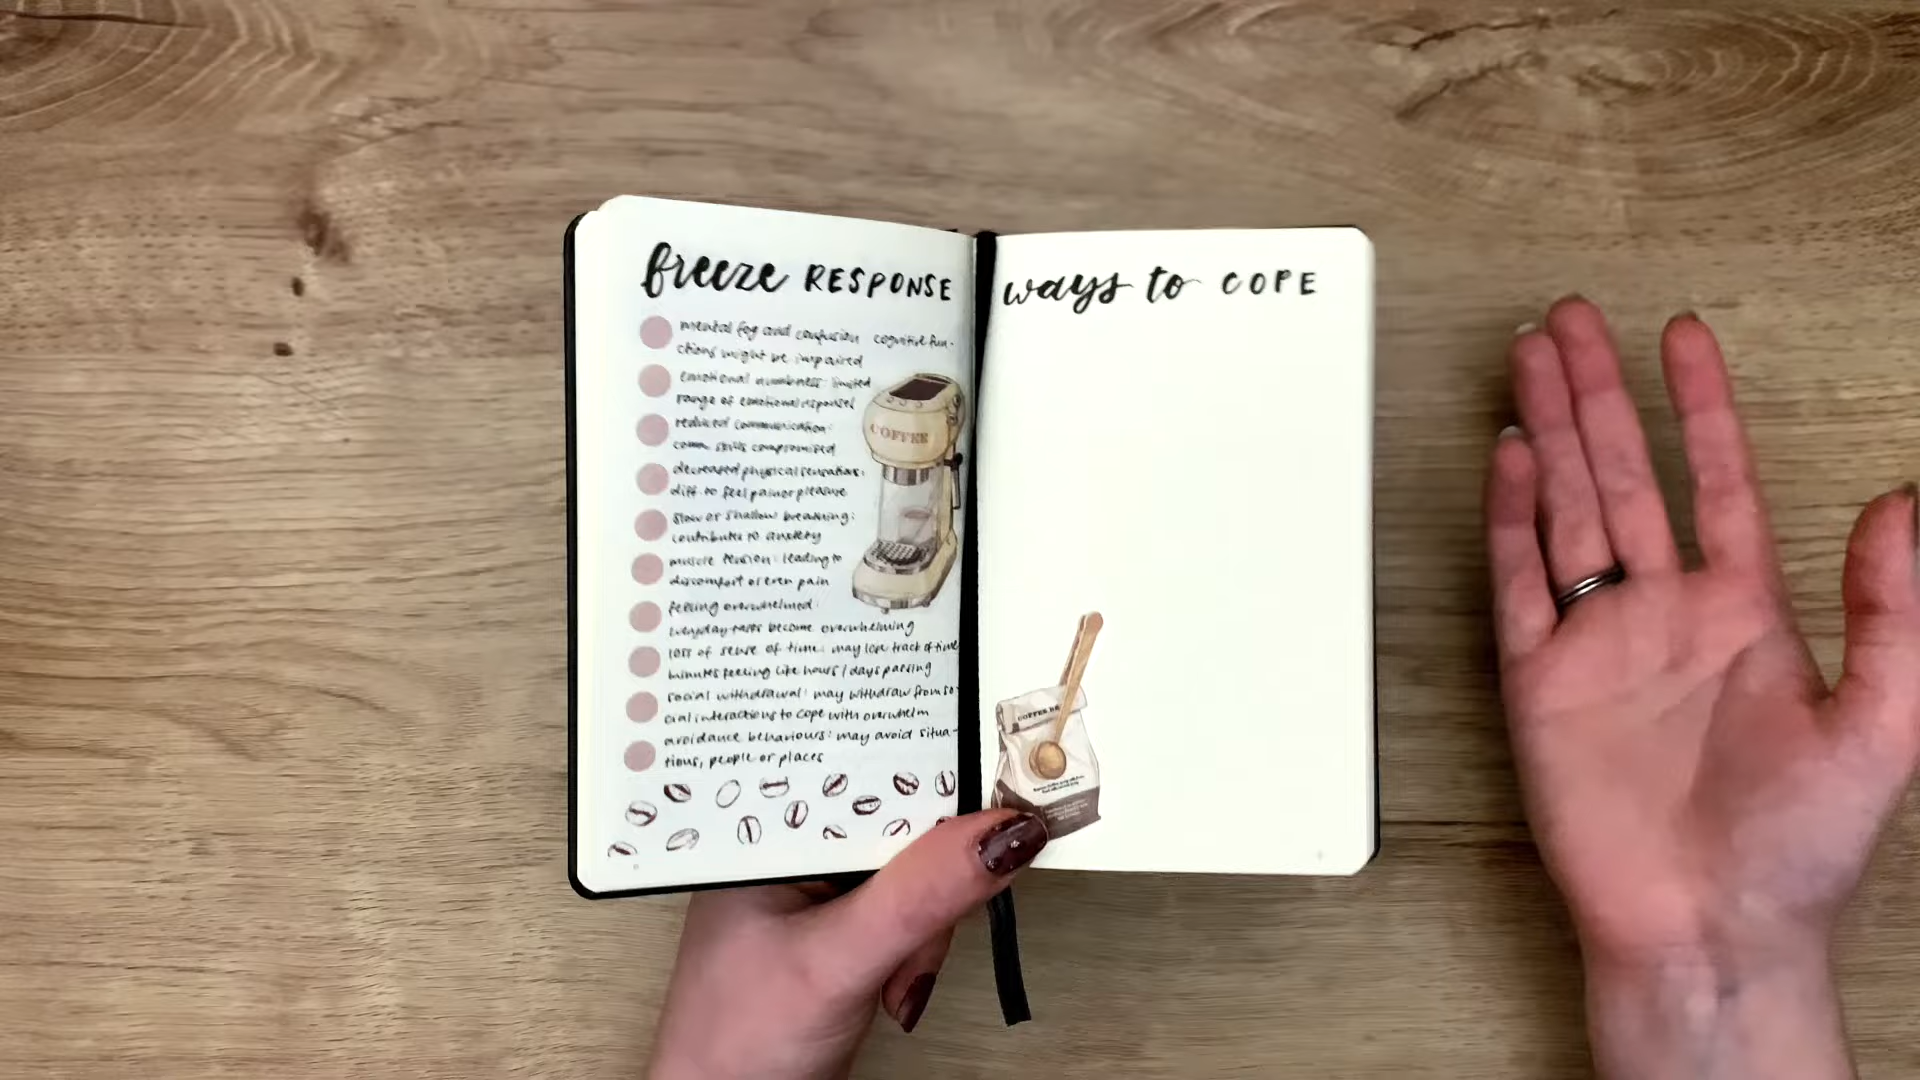 freeze RESPONSE
mental fog and confusion cognitive fun-
ctions might be impaired
emotional numbness: limited
range of emotional responses
reduced communication:
comm. skills compromised
decreased physical sensations:
diff. to feel pain or pleasure
slow or shallow breathing:
contributes to anxiety
muscle tension: leading to
discomfort or even pain
feeling overwhelmed:
everyday tasks become overwhelming
loss of sense of time: may lose track of time
minutes feeling like hours / days passing
social withdrawal: may withdraw from so-
cial interactions to cope with overwhelm
avoidance behaviours: may avoid situa-
tions, people or places
COFFEE
ways to COPE
COFFEE